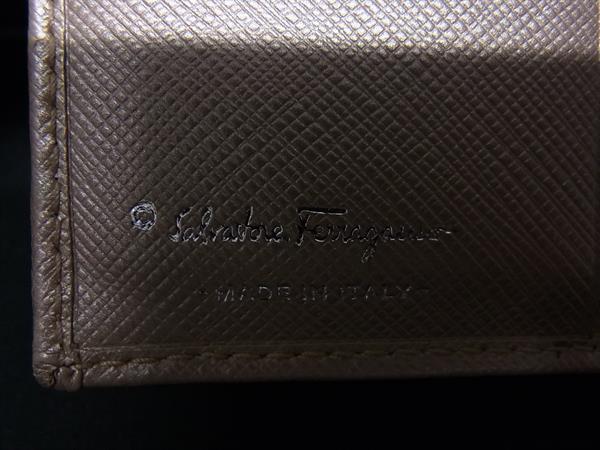 © Salvatore Ferragamo
-MADE IN ITALY-